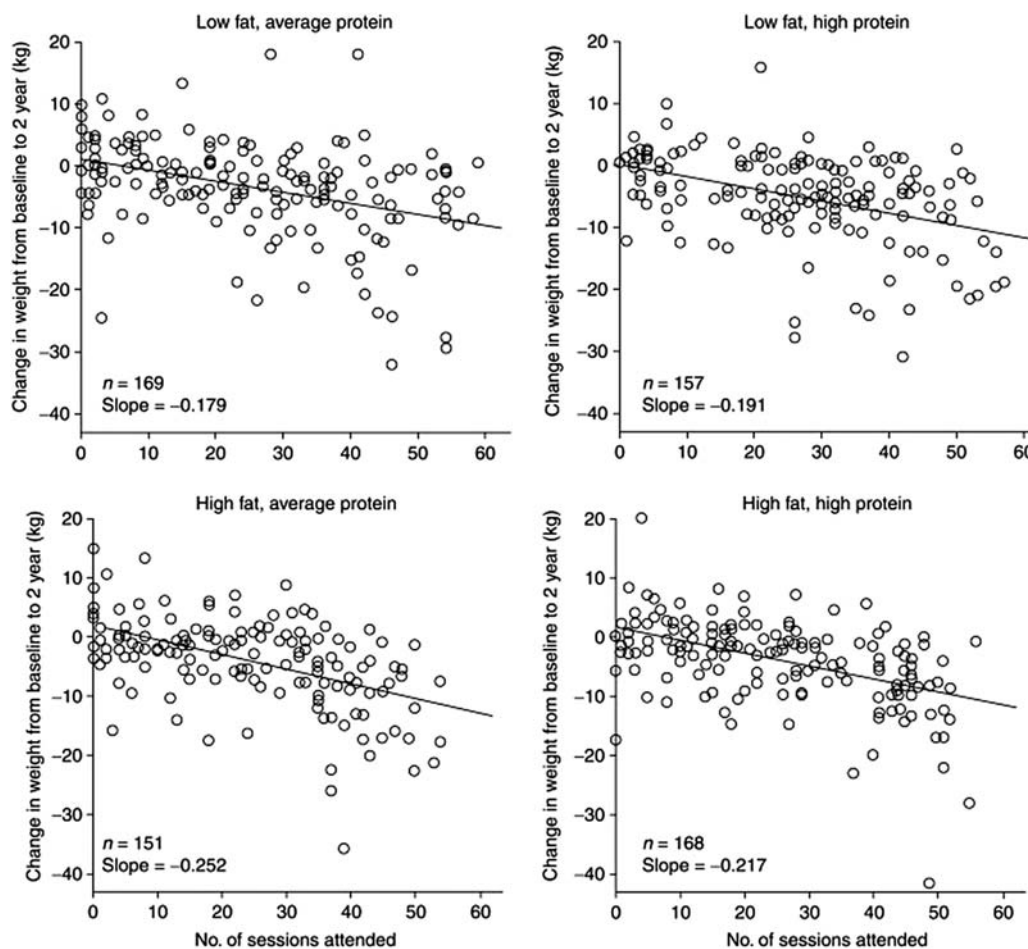 Low fat, average protein
Change in weight from baseline to 2 year (kg)
20
10
0
−10
−20
−30
−40
n = 169
Slope = −0.179
0 10 20 30 40 50 60
Low fat, high protein
Change in weight from baseline to 2 year (kg)
20
10
0
−10
−20
−30
−40
n = 157
Slope = −0.191
0 10 20 30 40 50 60
High fat, average protein
Change in weight from baseline to 2 year (kg)
20
10
0
−10
−20
−30
−40
n = 151
Slope = −0.252
0 10 20 30 40 50 60
No. of sessions attended
High fat, high protein
Change in weight from baseline to 2 year (kg)
20
10
0
−10
−20
−30
−40
n = 168
Slope = −0.217
0 10 20 30 40 50 60
No. of sessions attended